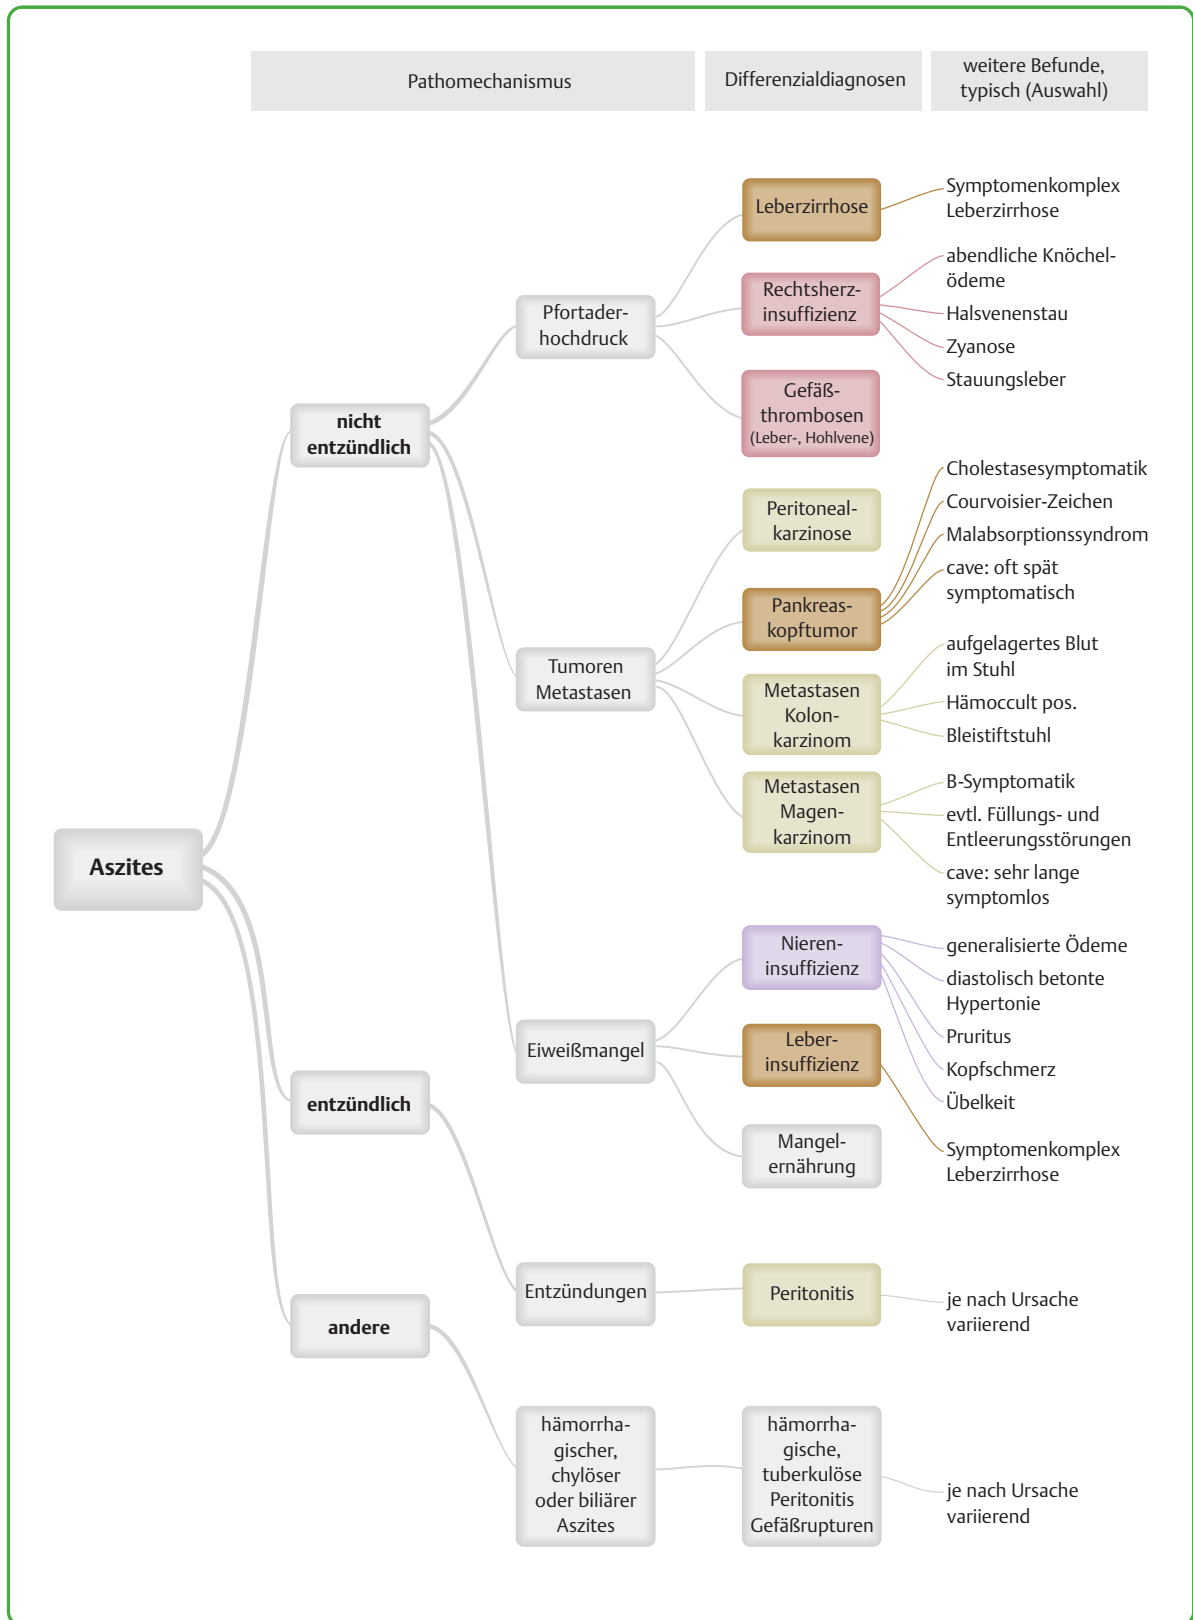 Pathomechanismus
Differenzialdiagnosen
weitere Befunde,
typisch (Auswahl)
Aszites
nicht
entzündlich
Pfortader-
hochdruck
Leberzirrhose
Symptomenkomplex
Leberzirrhose
Rechtsherz-
insuffizienz
abendliche Knöchel-
ödeme
Halsvenenstau
Zyanose
Stauungsleber
Gefäß-
thrombosen
(Leber-, Hohlvene)
Tumoren
Metastasen
Peritoneal-
karzinose
Pankreas-
kopftumor
Cholestasesymptomatik
Courvoisier-Zeichen
Malabsorptionssyndrom
cave: oft spät
symptomatisch
Metastasen
Kolon-
karzinom
aufgelagertes Blut
im Stuhl
Hämoccult pos.
Bleistiftstuhl
Metastasen
Magen-
karzinom
B-Symptomatik
evtl. Füllungs- und
Entleerungsstörungen
cave: sehr lange
symptomlos
Eiweißmangel
Nieren-
insuffizienz
generalisierte Ödeme
diastolisch betonte
Hypertonie
Pruritus
Kopfschmerz
Übelkeit
Leber-
insuffizienz
Symptomenkomplex
Leberzirrhose
Mangel-
ernährung
entzündlich
Entzündungen
Peritonitis
je nach Ursache
variierend
andere
hämorrha-
gischer,
chylöser
oder biliärer
Aszites
hämorrha-
gische,
tuberkulöse
Peritonitis
Gefäßrupturen
je nach Ursache
variierend